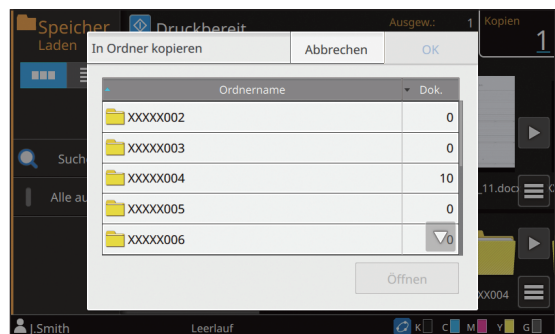 Speicher
Laden
Druckbereit
Ausgew.: 1
Kopien
1
In Ordner kopieren
Abbrechen
OK
Ordnername
Dok.
XXXXX002 0
XXXXX003 0
XXXXX004 10
XXXXX005 0
XXXXX006 0
Öffnen
Such
Alle au
_11.doc
XX004
J.Smith
Leerlauf
K C M Y G